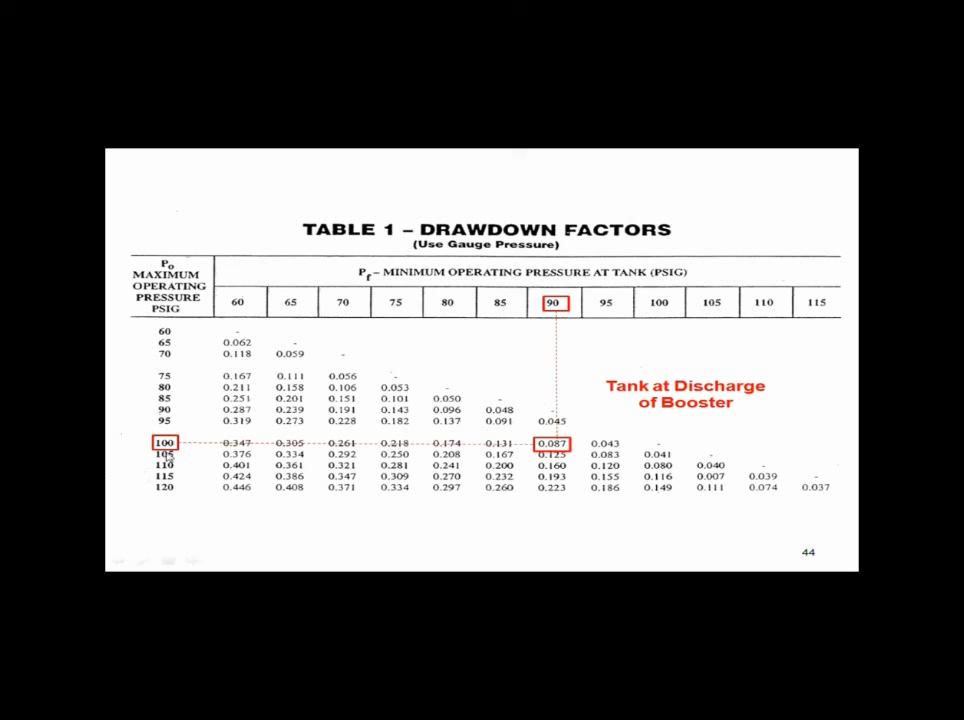 TABLE 1 – DRAWDOWN FACTORS
(Use Gauge Pressure)
Po MAXIMUM OPERATING PRESSURE PSIG
Pf – MINIMUM OPERATING PRESSURE AT TANK (PSIG)
60 65 70 75 80 85 90 95 100 105 110 115
60 -
65 0.062 -
70 0.118 0.059 -
75 0.167 0.111 0.056 -
80 0.211 0.158 0.106 0.053 -
85 0.251 0.201 0.151 0.101 0.050 -
90 0.287 0.239 0.191 0.143 0.096 0.048 -
95 0.319 0.273 0.228 0.182 0.137 0.091 0.045
100 0.347 0.305 0.261 0.218 0.174 0.131 0.087 0.043 -
105 0.376 0.334 0.292 0.250 0.208 0.167 0.125 0.083 0.041 -
110 0.401 0.361 0.321 0.281 0.241 0.200 0.160 0.120 0.080 0.040 -
115 0.424 0.386 0.347 0.309 0.270 0.232 0.193 0.155 0.116 0.007 0.039 -
120 0.446 0.408 0.371 0.334 0.297 0.260 0.223 0.186 0.149 0.111 0.074 0.037
Tank at Discharge
of Booster
44